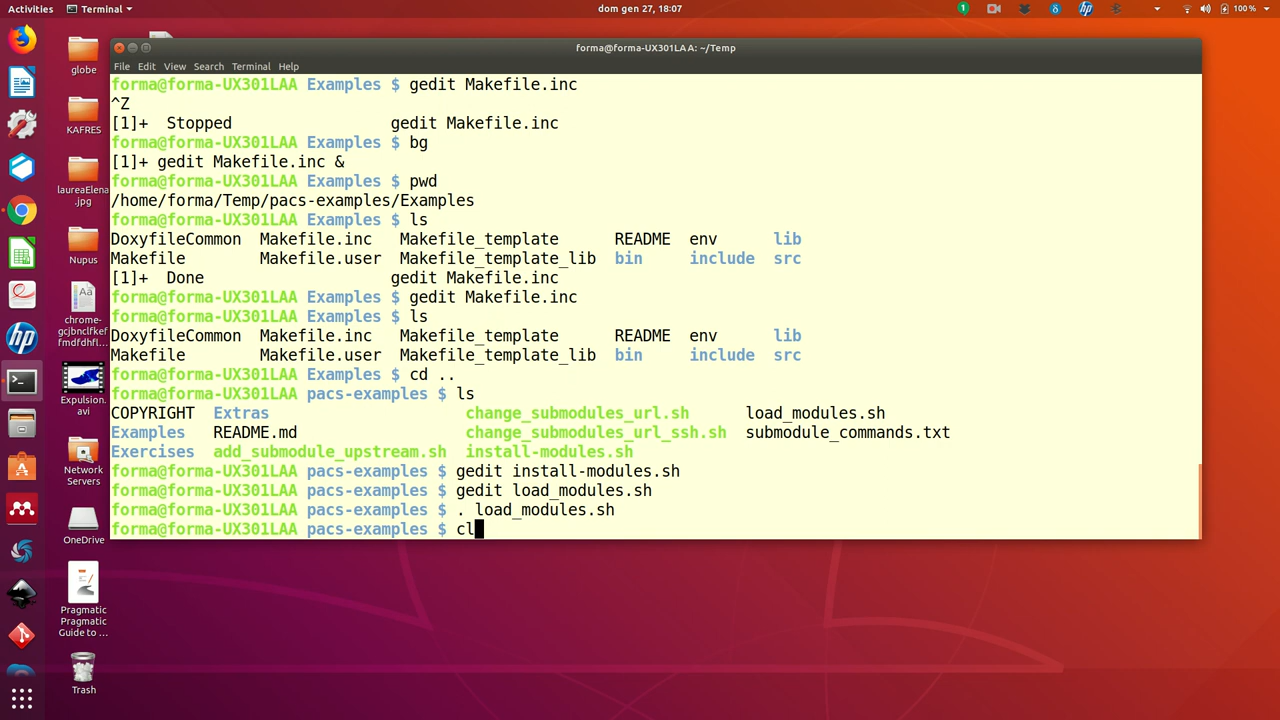 Activities
Terminal
dom gen 27, 18:07
1
100 %
globe
KAFRES
laureaElena.
jpg
Nupus
chrome-
gcjbnclfkef
fmdfdhfl...
Expulsion.
avi
Network
Servers
OneDrive
Pragmatic
Pragmatic
Guide to ...
Trash
forma@forma-UX301LAA: ~/Temp
File Edit View Search Terminal Help
forma@forma-UX301LAA Examples $ gedit Makefile.inc
^Z
[1]+ Stopped gedit Makefile.inc
forma@forma-UX301LAA Examples $ bg
[1]+ gedit Makefile.inc &
forma@forma-UX301LAA Examples $ pwd
/home/forma/Temp/pacs-examples/Examples
forma@forma-UX301LAA Examples $ ls
DoxyfileCommon Makefile.inc Makefile_template README env lib
Makefile Makefile.user Makefile_template_lib bin include src
[1]+ Done gedit Makefile.inc
forma@forma-UX301LAA Examples $ gedit Makefile.inc
forma@forma-UX301LAA Examples $ ls
DoxyfileCommon Makefile.inc Makefile_template README env lib
Makefile Makefile.user Makefile_template_lib bin include src
forma@forma-UX301LAA Examples $ cd ..
forma@forma-UX301LAA pacs-examples $ ls
COPYRIGHT Extras change_submodules_url.sh load_modules.sh
Examples README.md change_submodules_url_ssh.sh submodule_commands.txt
Exercises add_submodule_upstream.sh install-modules.sh
forma@forma-UX301LAA pacs-examples $ gedit install-modules.sh
forma@forma-UX301LAA pacs-examples $ gedit load_modules.sh
forma@forma-UX301LAA pacs-examples $ . load_modules.sh
forma@forma-UX301LAA pacs-examples $ cl